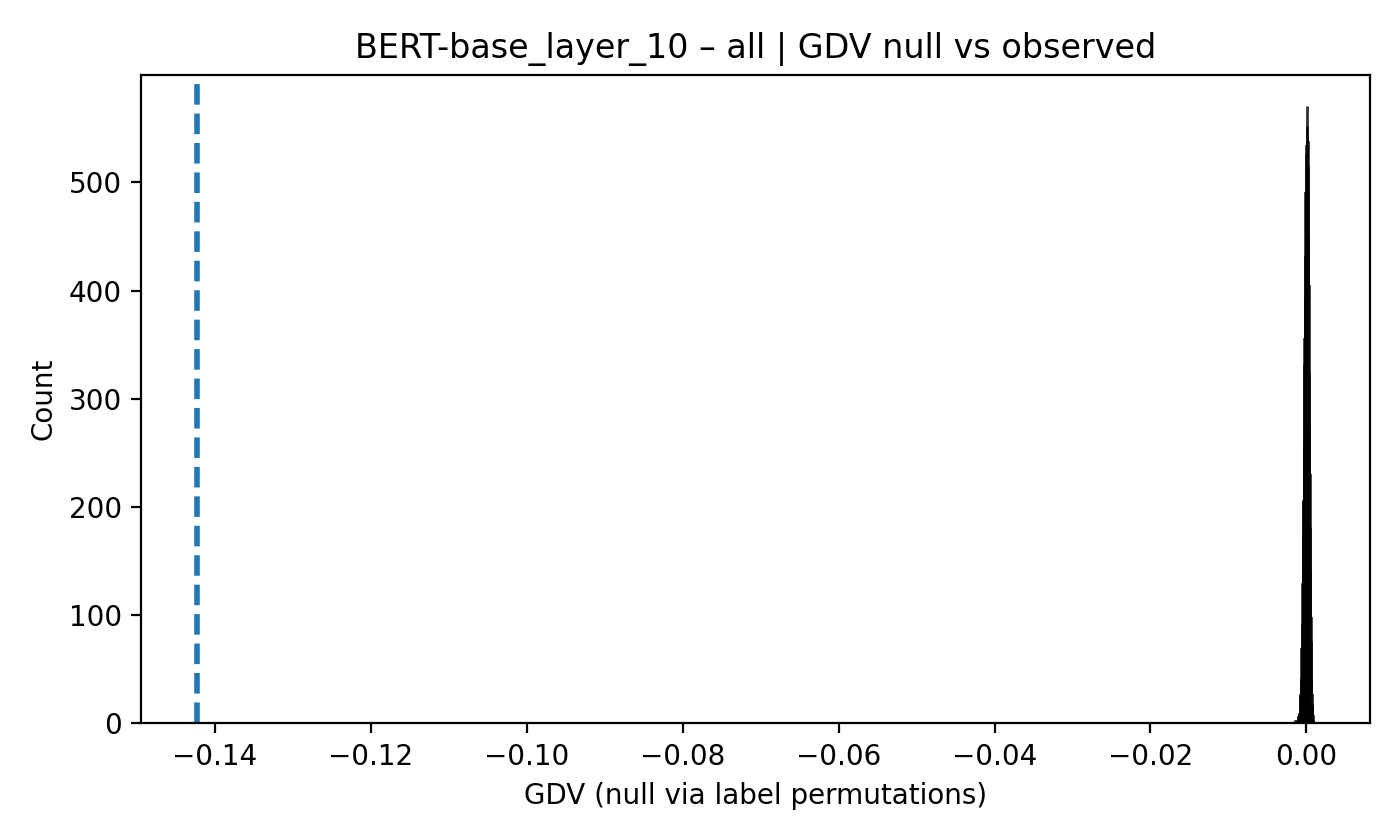 BERT-base_layer_10 – all | GDV null vs observed
Count
500
400
300
200
100
0
−0.14 −0.12 −0.10 −0.08 −0.06 −0.04 −0.02 0.00
GDV (null via label permutations)